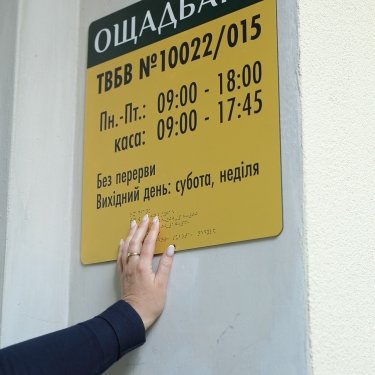 ОЩАДБА
ТВБВ №10022/015
Пн.-Пт.: 09:00 - 18:00
каса: 09:00 - 17:45
Без перерви
Вихідний день: субота, неділя